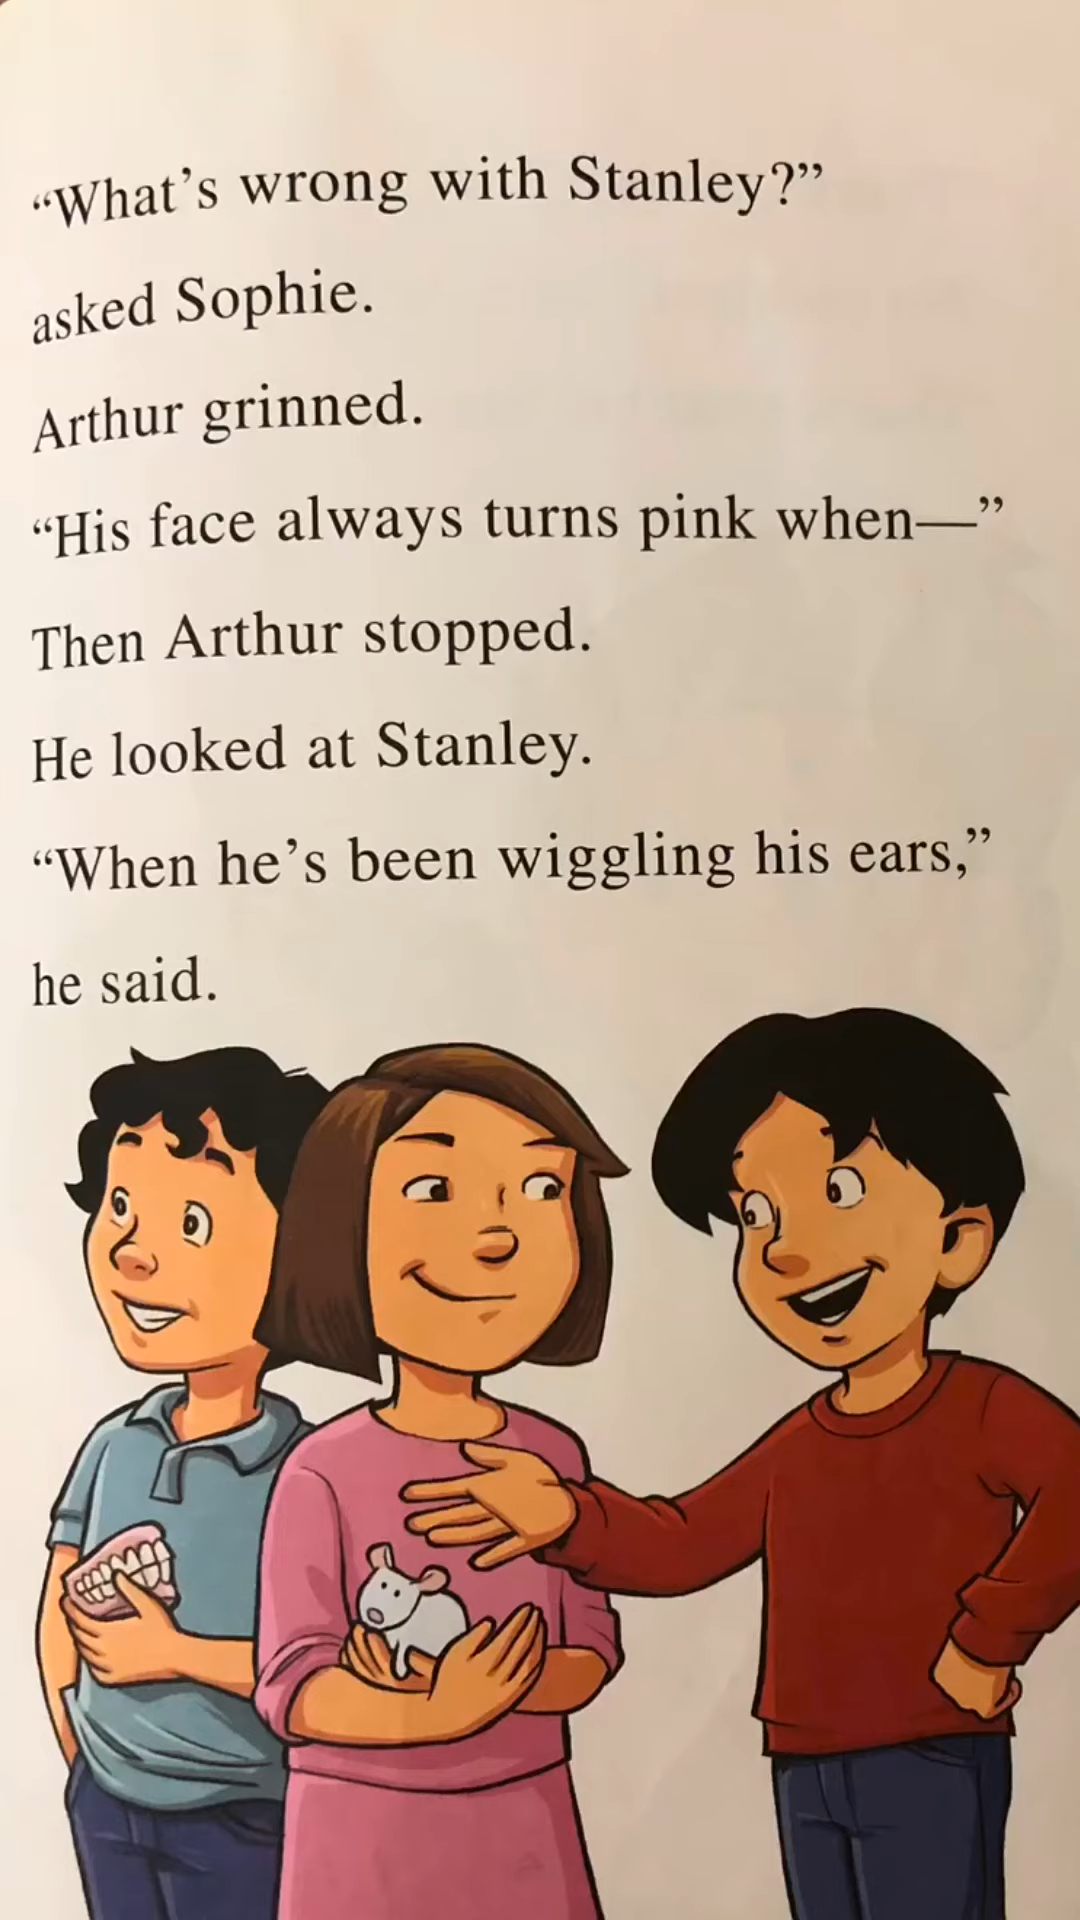 “What’s wrong with Stanley?”
asked Sophie.
Arthur grinned.
“His face always turns pink when—”
Then Arthur stopped.
He looked at Stanley.
“When he’s been wiggling his ears,”
he said.